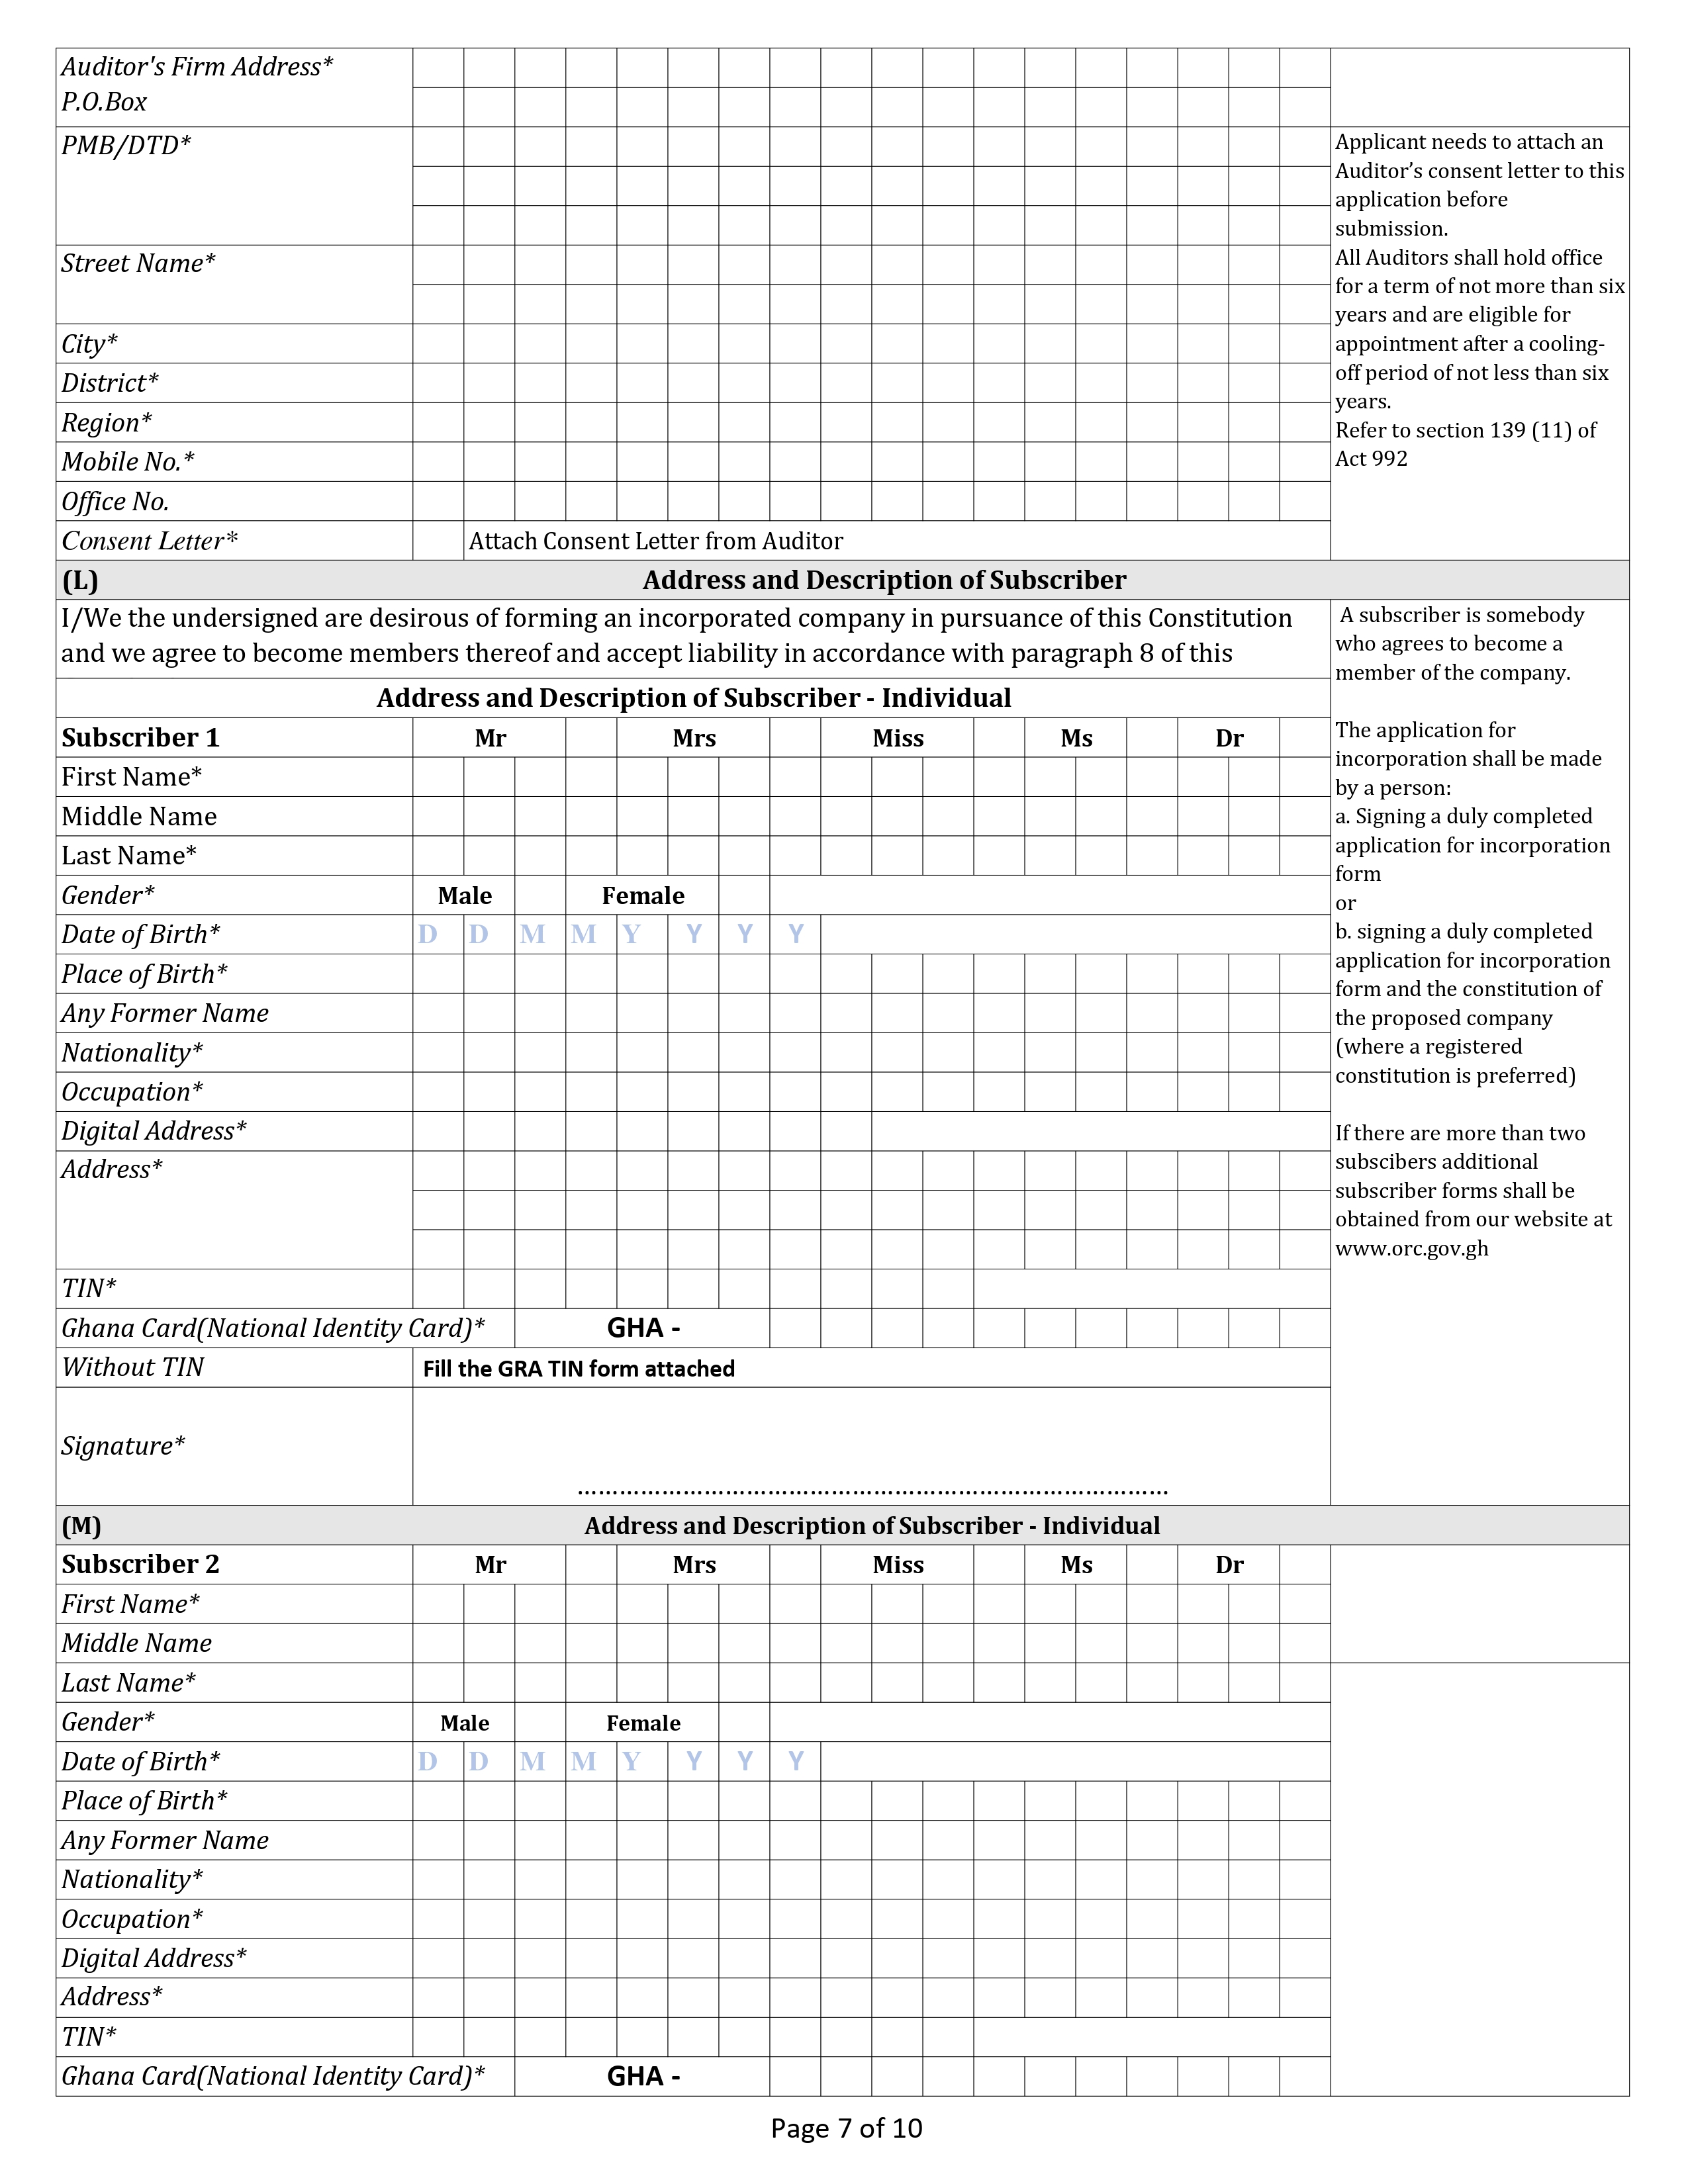 Auditor's Firm Address*
P.O.Box
PMB/DTD*
Applicant needs to attach an
Auditor’s consent letter to this
application before
submission.
All Auditors shall hold office
for a term of not more than six
years and are eligible for
appointment after a cooling-
off period of not less than six
years.
Refer to section 139 (11) of
Act 992
Street Name*
City*
District*
Region*
Mobile No.*
Office No.
Consent Letter* Attach Consent Letter from Auditor
(L) Address and Description of Subscriber
I/We the undersigned are desirous of forming an incorporated company in pursuance of this Constitution
and we agree to become members thereof and accept liability in accordance with paragraph 8 of this
A subscriber is somebody
who agrees to become a
member of the company.
The application for
incorporation shall be made
by a person:
a. Signing a duly completed
application for incorporation
form
or
b. signing a duly completed
application for incorporation
form and the constitution of
the proposed company
(where a registered
constitution is preferred)
If there are more than two
subscibers additional
subscriber forms shall be
obtained from our website at
www.orc.gov.gh
Address and Description of Subscriber - Individual
Subscriber 1 Mr Mrs Miss Ms Dr
First Name*
Middle Name
Last Name*
Gender* Male Female
Date of Birth* D D M M Y Y Y Y
Place of Birth*
Any Former Name
Nationality*
Occupation*
Digital Address*
Address*
TIN*
Ghana Card(National Identity Card)* GHA -
Without TIN Fill the GRA TIN form attached
Signature*
(M) Address and Description of Subscriber - Individual
Subscriber 2 Mr Mrs Miss Ms Dr
First Name*
Middle Name
Last Name*
Gender* Male Female
Date of Birth* D D M M Y Y Y Y
Place of Birth*
Any Former Name
Nationality*
Occupation*
Digital Address*
Address*
TIN*
Ghana Card(National Identity Card)* GHA -
Page 7 of 10